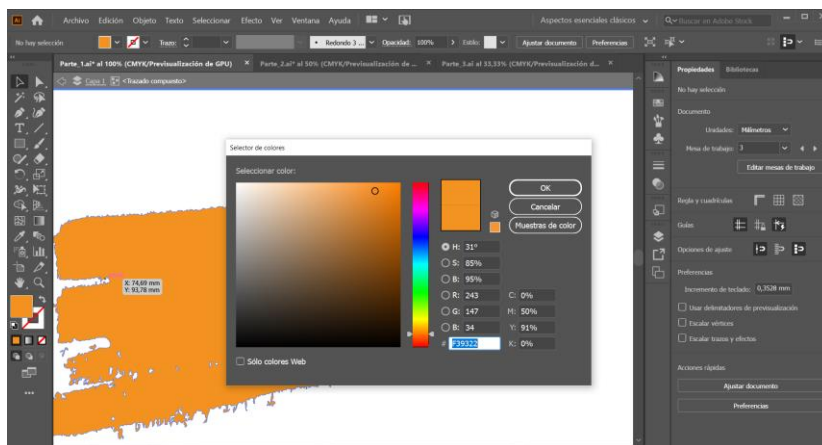 Ai
Archivo Edición Objeto Texto Seleccionar Efecto Ver Ventana Ayuda
Aspectos esenciales clásicos
Buscar en Adobe Stock
No hay selección
Trazo:
Redondo 3 ...
Opacidad: 100%
Estilo:
Ajustar documento
Preferencias
Parte_1.ai* al 100% (CMYK/Previsualización de GPU) ×
Parte_2.ai* al 50% (CMYK/Previsualización de ... ×
Parte_3.ai al 33,33% (CMYK/Previsualización d... ×
Capa 1
<Trazado compuesto>
X: 74,69 mm
Y: 93,78 mm
Selector de colores
Seleccionar color:
OK
Cancelar
Muestras de color
H: 31°
S: 85%
B: 95%
R: 243
C: 0%
G: 147
M: 50%
B: 34
Y: 91%
# F39322
K: 0%
Sólo colores Web
Propiedades Bibliotecas
No hay selección
Documento
Unidades: Milímetros
Mesa de trabajo: 3
Editar mesas de trabajo
Regla y cuadrículas
Guías
Opciones de ajuste
Preferencias
Incremento de teclado: 0,3528 mm
Usar delimitadores de previsualización
Escalar vértices
Escalar trazos y efectos
Acciones rápidas
Ajustar documento
Preferencias